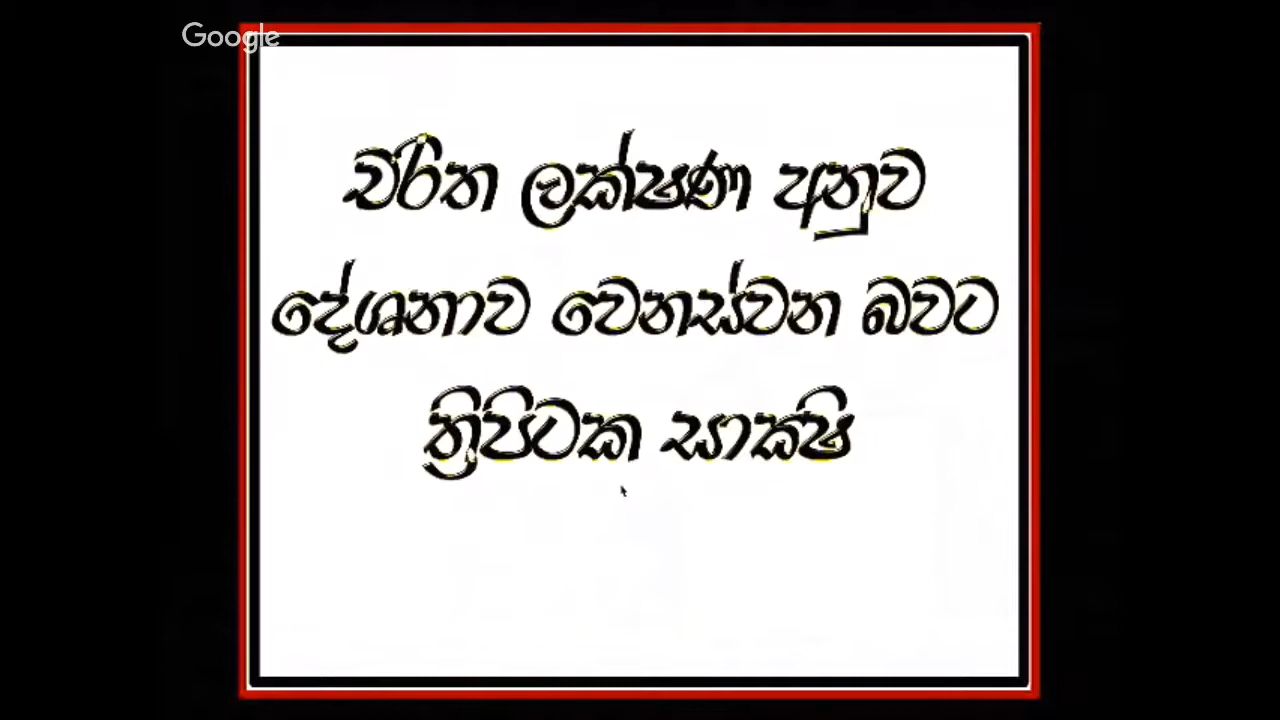 Google
චරිත ලක්ෂණ අනුව
දේශනාව වෙනස්වන බවට
ත්‍රිපිටක සාක්ෂි